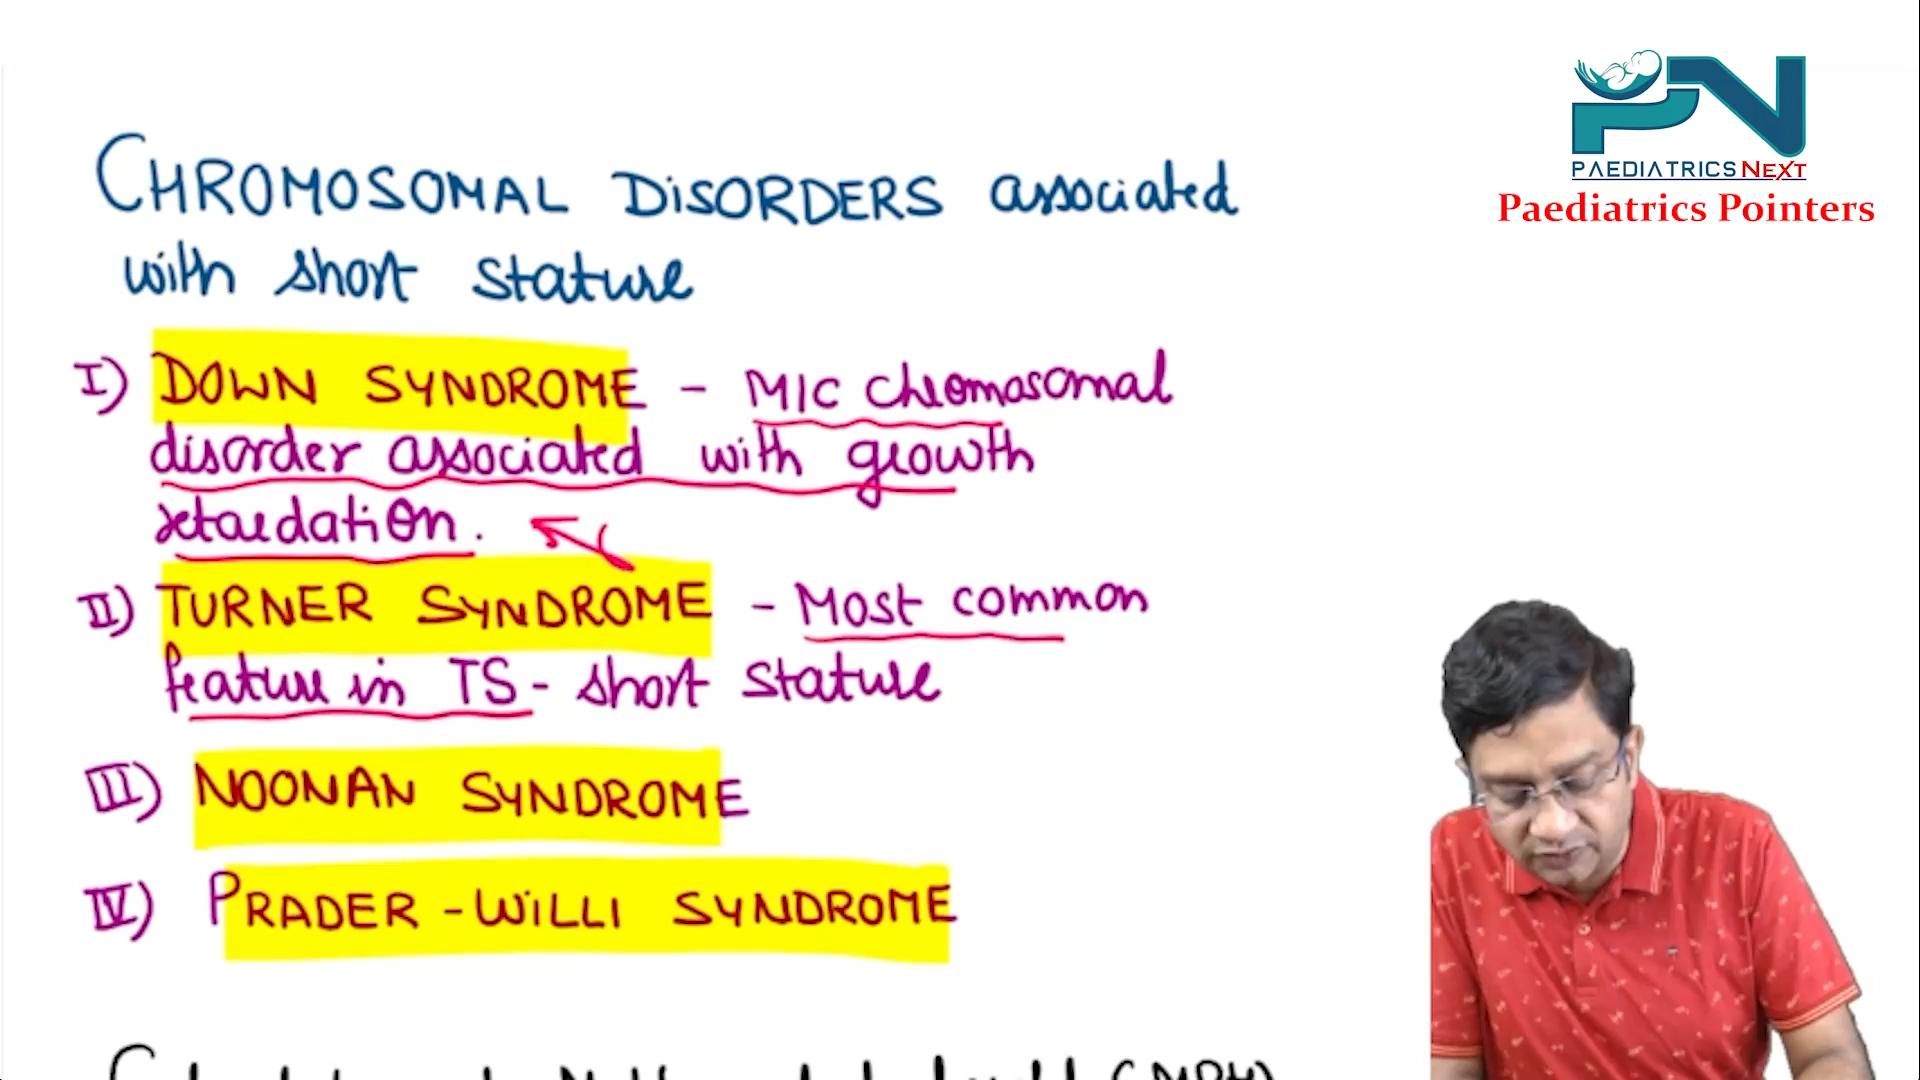 PN
PAEDIATRICS NEXT
Paediatrics Pointers
CHROMOSOMAL DISORDERS associated
with short stature
I) DOWN SYNDROME - M/C chromosomal
disorder associated with growth
retardation.
II) TURNER SYNDROME - Most common
feature in TS - short stature
III) NOONAN SYNDROME
IV) PRADER-WILLI SYNDROME